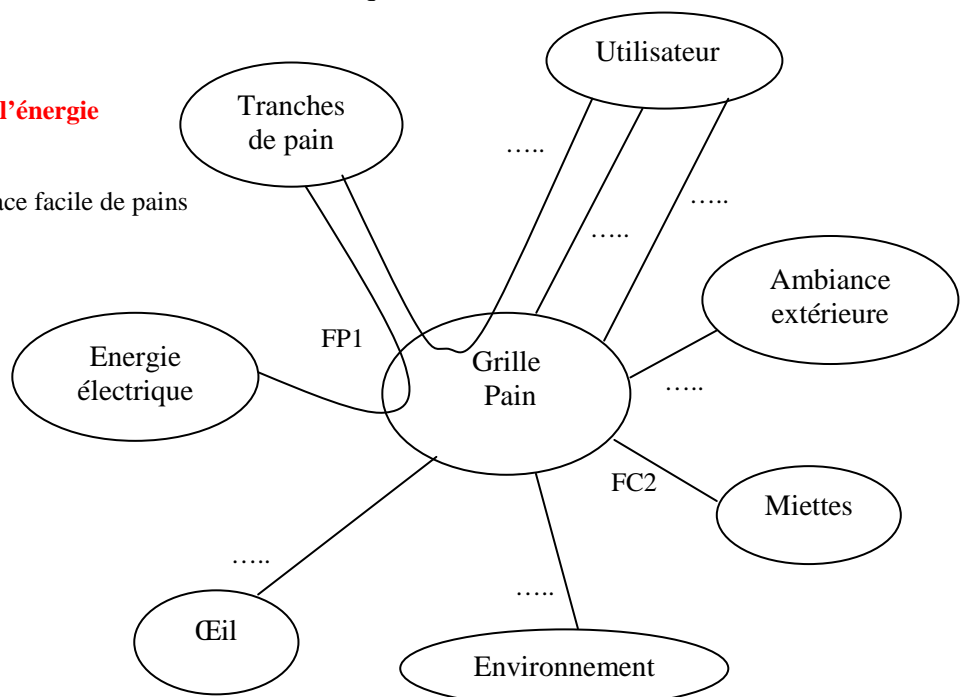 Utilisateur
l'énergie
Tranches
de pain
…..
ace facile de pains
…..
…..
Ambiance
extérieure
FP1
Energie
électrique
Grille
Pain
…..
FC2
Miettes
…..
…..
Œil
Environnement